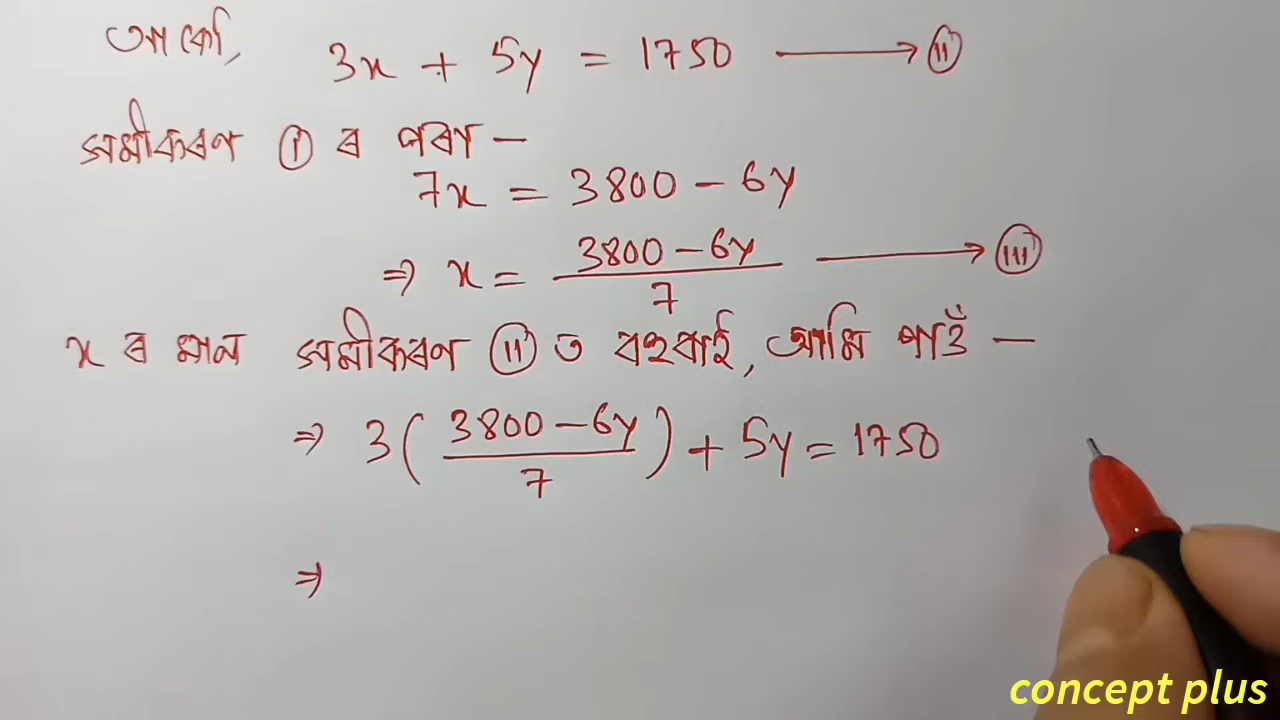 আকৌ, 3x + 5y = 1750 ⟶ (II)
সমীকৰণ (I) ৰ পৰা –
7x = 3800 – 6y
⇒ x = (3800 – 6y)/7 ⟶ (III)
x ৰ মান সমীকৰণ (II) ত বহুৱাই, আমি পাওঁ –
⇒ 3((3800 – 6y)/7) + 5y = 1750
⇒
concept plus